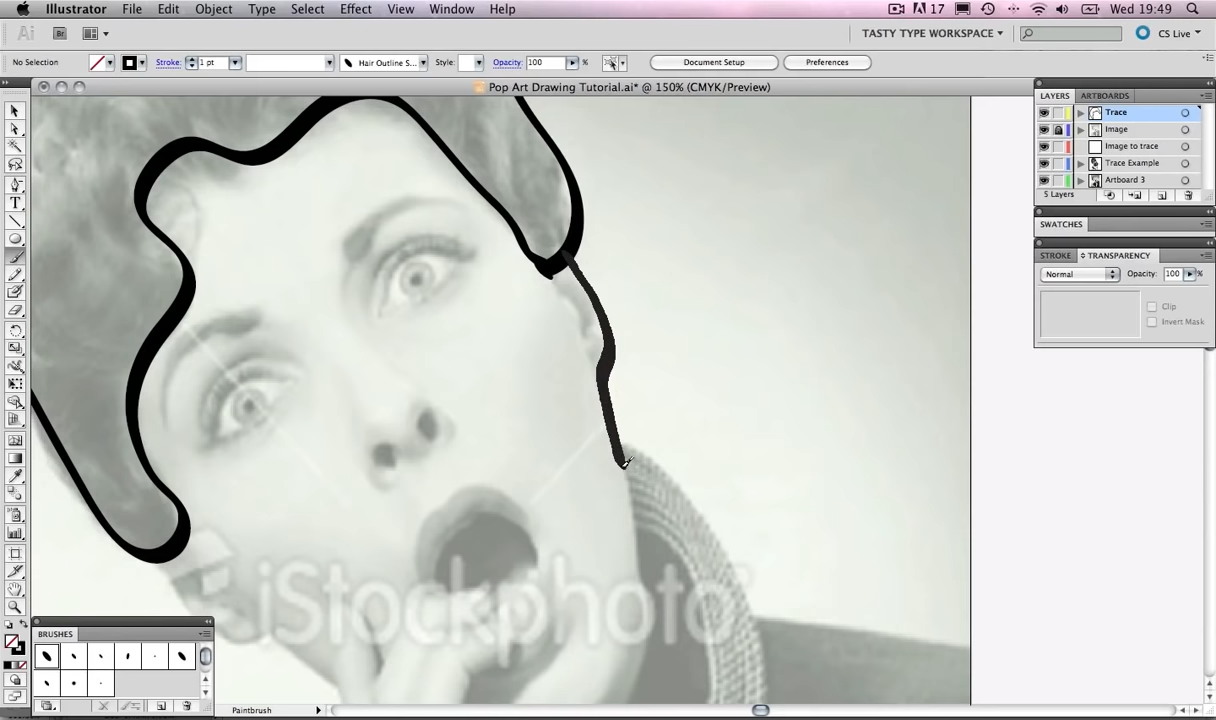 Illustrator File Edit Object Type Select Effect View Window Help 17 Wed 19:49
Ai Br TASTY TYPE WORKSPACE CS Live
No Selection Stroke: 1 pt Hair Outline S... Style: Opacity: 100 % Document Setup Preferences
Pop Art Drawing Tutorial.ai* @ 150% (CMYK/Preview)
LAYERS ARTBOARDS
Trace
Image
Image to trace
Trace Example
Artboard 3
5 Layers
SWATCHES
STROKE TRANSPARENCY
Normal Opacity: 100 %
Clip
Invert Mask
iStockphoto
BRUSHES
Paintbrush